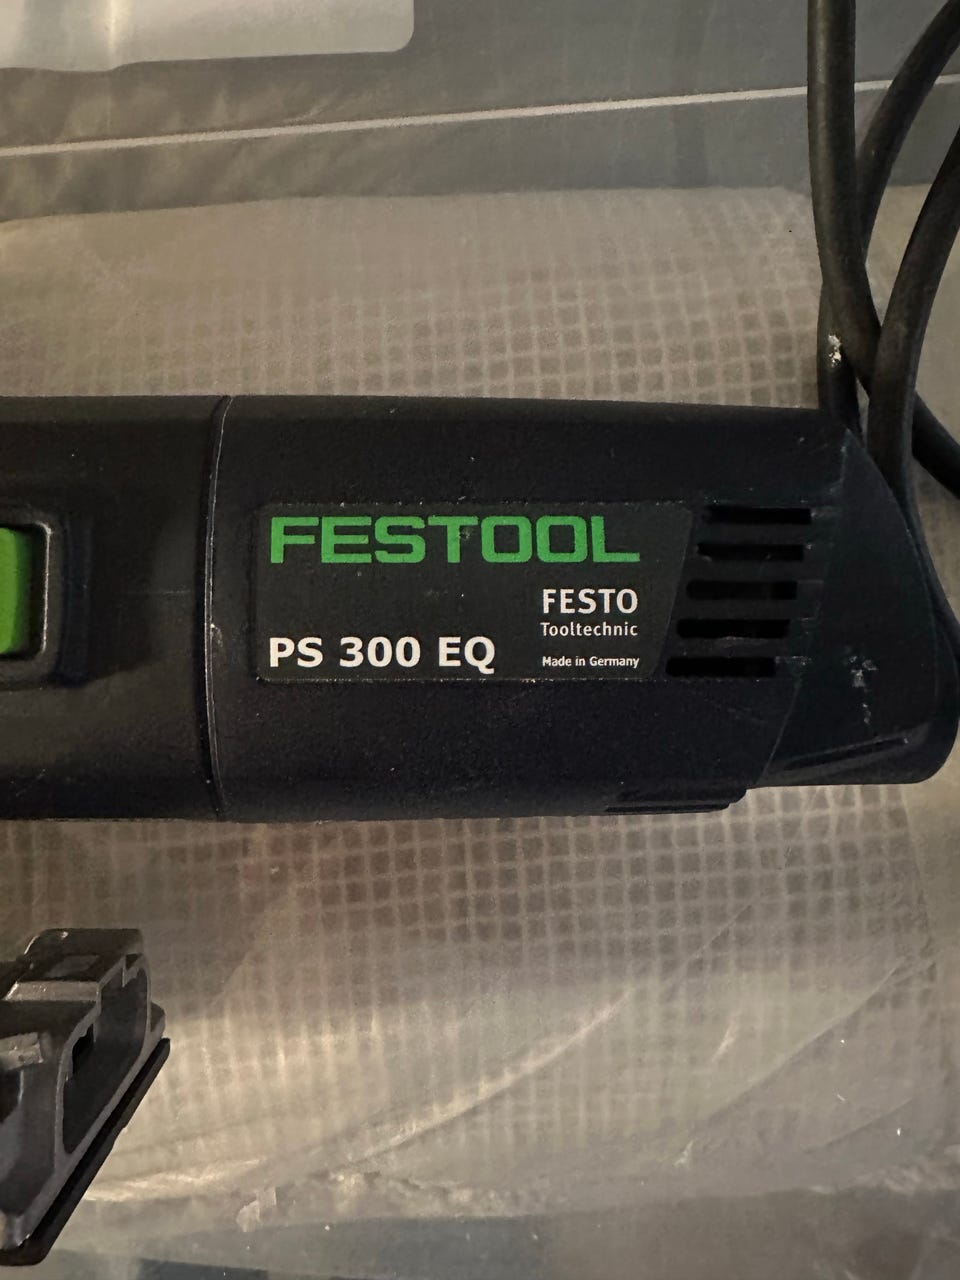 FESTOOL
FESTO
Tooltechnic
PS 300 EQ
Made in Germany